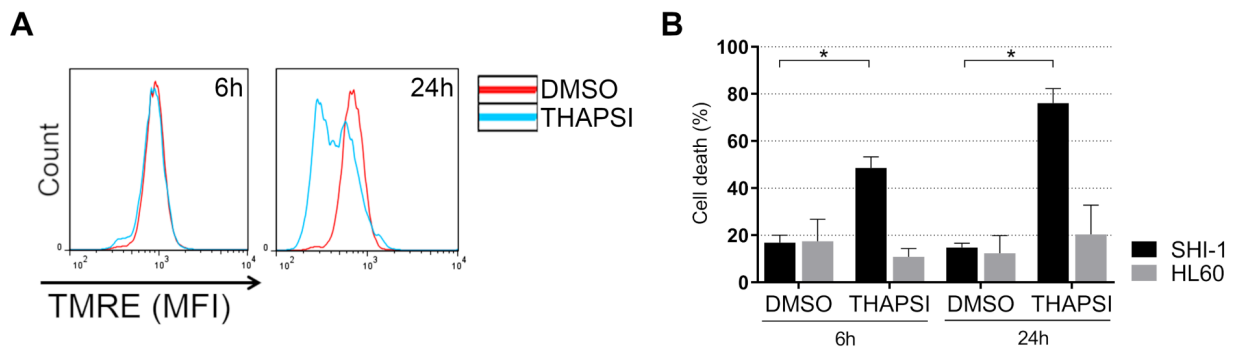 A
6h
24h
DMSO
THAPSI
Count
0
10² 10³ 10⁴
0
10² 10³ 10⁴
TMRE (MFI)
B
100
80
60
40
20
0
Cell death (%)
*
*
SHI-1
HL60
DMSO THAPSI DMSO THAPSI
6h 24h